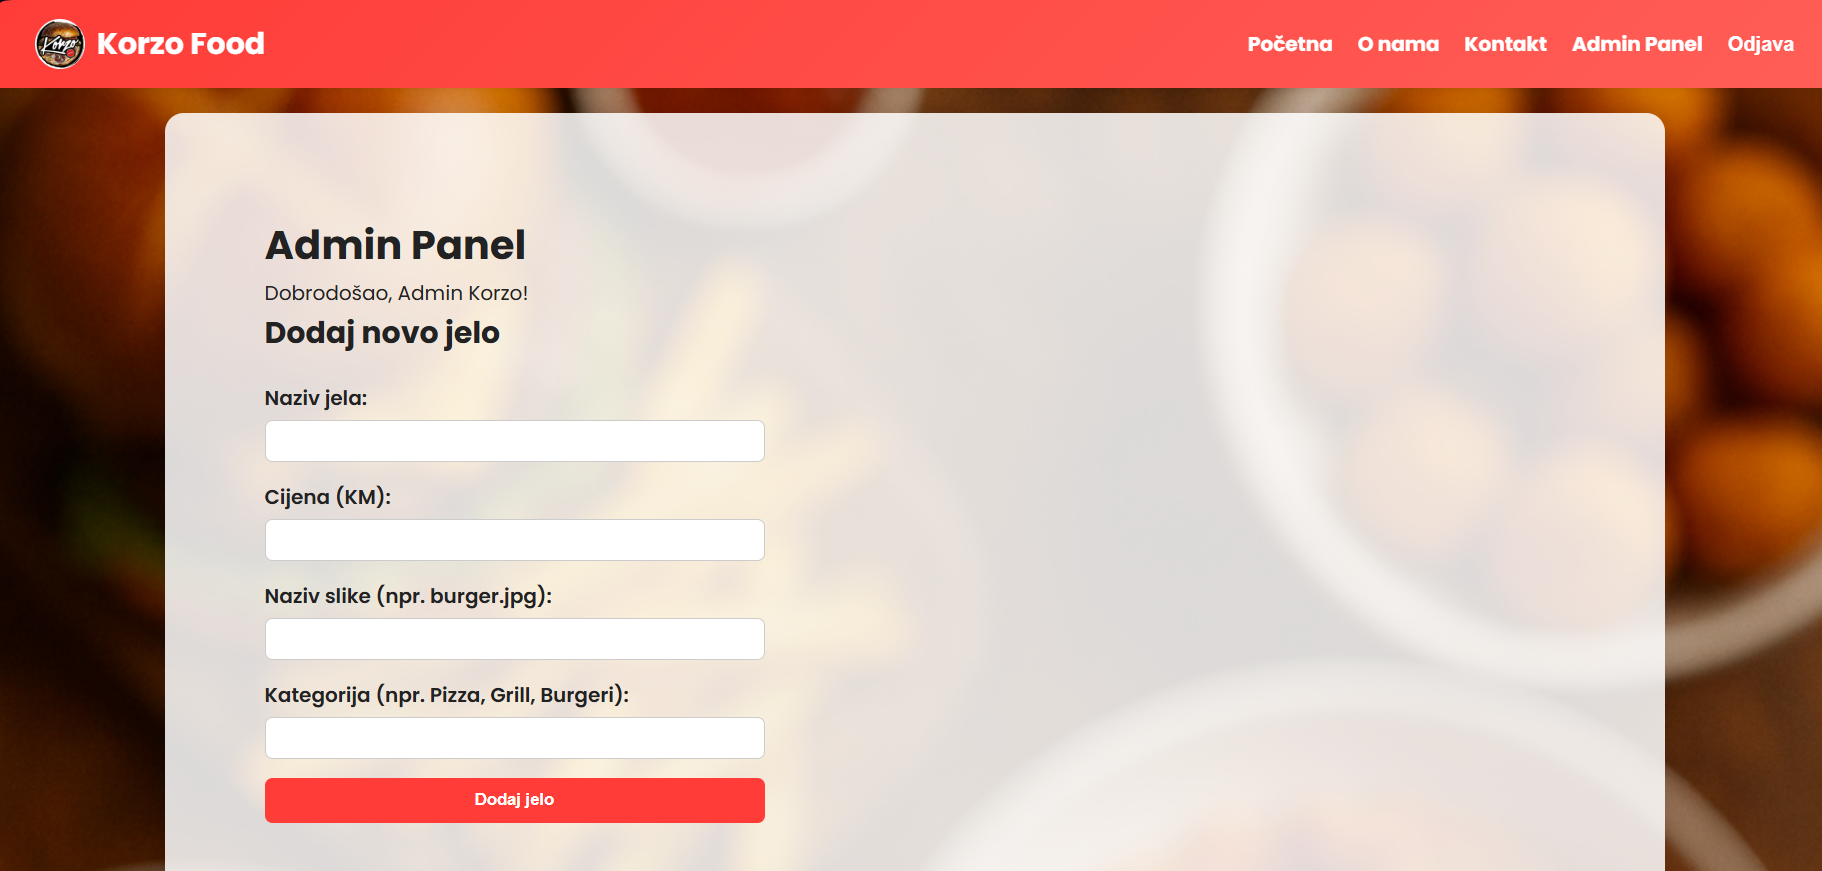 Korzo
Korzo Food
Početna
O nama
Kontakt
Admin Panel
Odjava
Admin Panel
Dobrodošao, Admin Korzo!
Dodaj novo jelo
Naziv jela:
Cijena (KM):
Naziv slike (npr. burger.jpg):
Kategorija (npr. Pizza, Grill, Burgeri):
Dodaj jelo